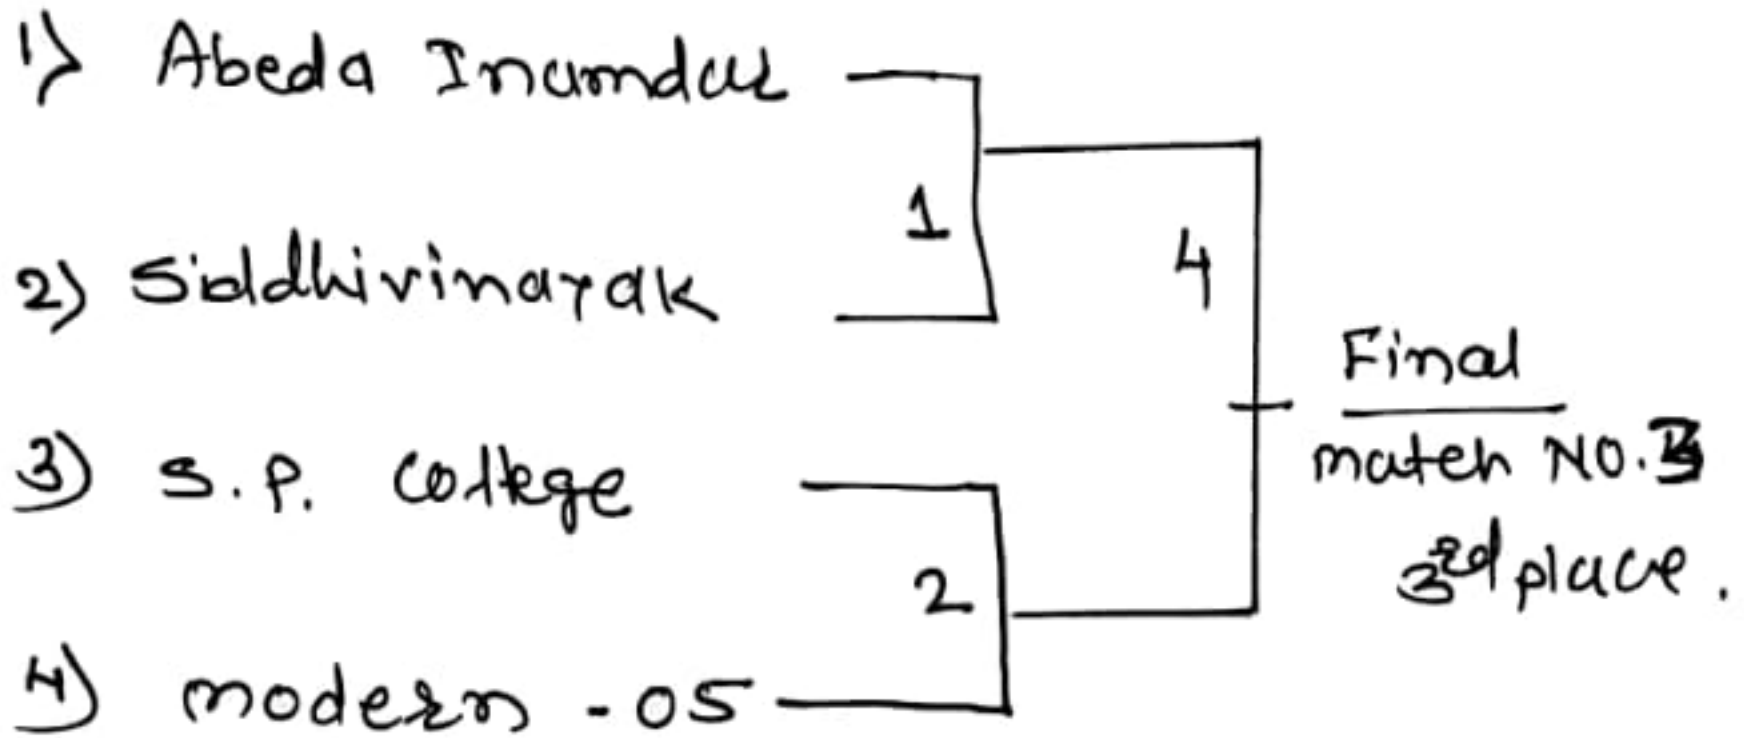 1) Abeda Inamdar
1
2) Siddhivinayak
4
Final
3) S.P. College
match NO. 3
3rd place.
2
4) modern - 05